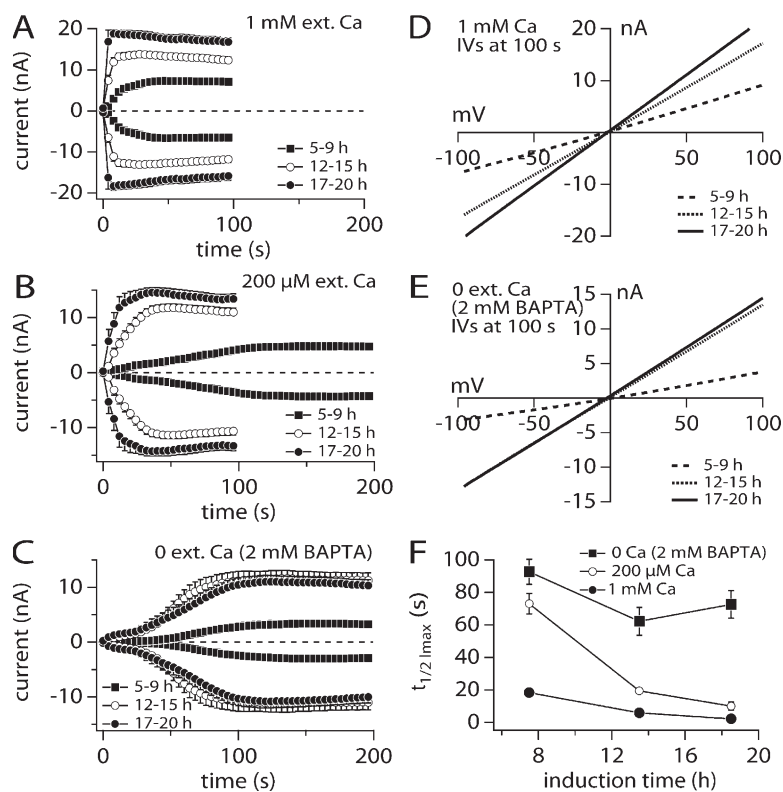 A
1 mM ext. Ca
current (nA)
20
10
0
-10
-20
5-9 h
12-15 h
17-20 h
0
100
200
time (s)
B
200 µM ext. Ca
current (nA)
10
0
-10
5-9 h
12-15 h
17-20 h
0
100
200
time (s)
C
0 ext. Ca (2 mM BAPTA)
current (nA)
10
0
-10
5-9 h
12-15 h
17-20 h
0
100
200
time (s)
D
1 mM Ca
IVs at 100 s
nA
20
10
-10
-20
mV
-100
-50
50
100
5-9 h
12-15 h
17-20 h
E
0 ext. Ca
(2 mM BAPTA)
IVs at 100 s
nA
15
10
5
-5
-10
-15
mV
-100
-50
50
100
5-9 h
12-15 h
17-20 h
F
0 Ca (2 mM BAPTA)
200 µM Ca
1 mM Ca
t1/2 Imax (s)
100
80
60
40
20
0
8
12
16
20
induction time (h)